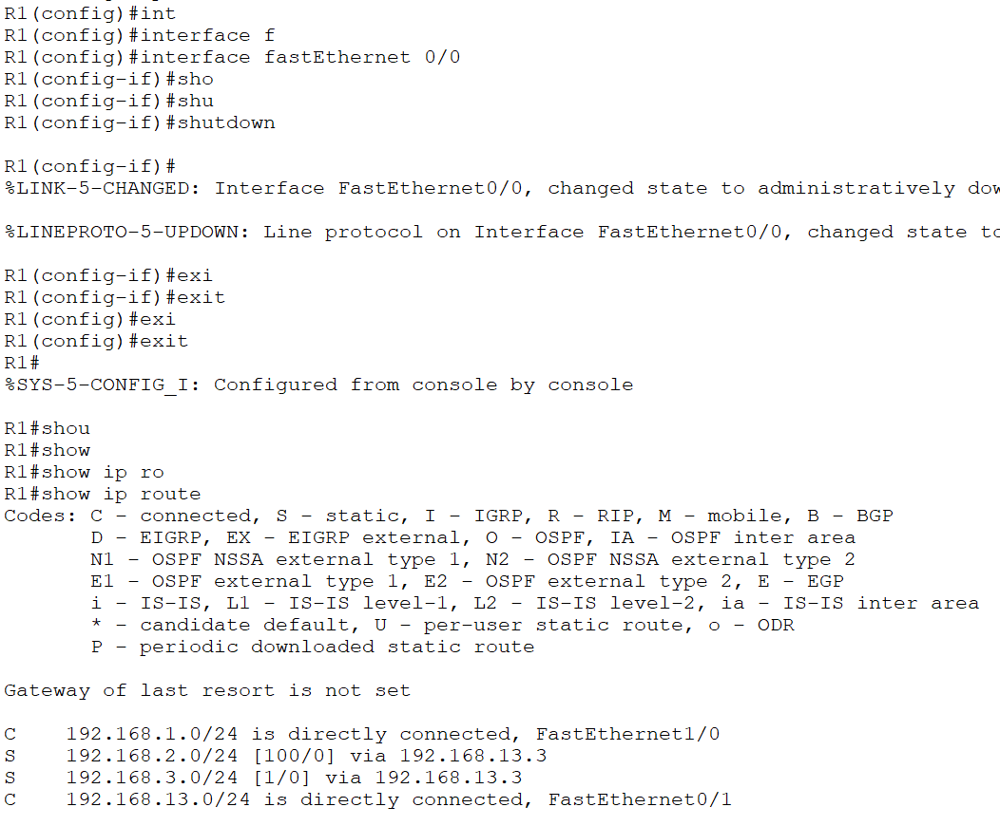 R1(config)#int
R1(config)#interface f
R1(config)#interface fastEthernet 0/0
R1(config-if)#sho
R1(config-if)#shu
R1(config-if)#shutdown
R1(config-if)#
%LINK-5-CHANGED: Interface FastEthernet0/0, changed state to administratively dow
%LINEPROTO-5-UPDOWN: Line protocol on Interface FastEthernet0/0, changed state to
R1(config-if)#exi
R1(config-if)#exit
R1(config)#exi
R1(config)#exit
R1#
%SYS-5-CONFIG_I: Configured from console by console
R1#shou
R1#show
R1#show ip ro
R1#show ip route
Codes: C - connected, S - static, I - IGRP, R - RIP, M - mobile, B - BGP
D - EIGRP, EX - EIGRP external, O - OSPF, IA - OSPF inter area
N1 - OSPF NSSA external type 1, N2 - OSPF NSSA external type 2
E1 - OSPF external type 1, E2 - OSPF external type 2, E - EGP
i - IS-IS, L1 - IS-IS level-1, L2 - IS-IS level-2, ia - IS-IS inter area
* - candidate default, U - per-user static route, o - ODR
P - periodic downloaded static route
Gateway of last resort is not set
C 192.168.1.0/24 is directly connected, FastEthernet1/0
S 192.168.2.0/24 [100/0] via 192.168.13.3
S 192.168.3.0/24 [1/0] via 192.168.13.3
C 192.168.13.0/24 is directly connected, FastEthernet0/1